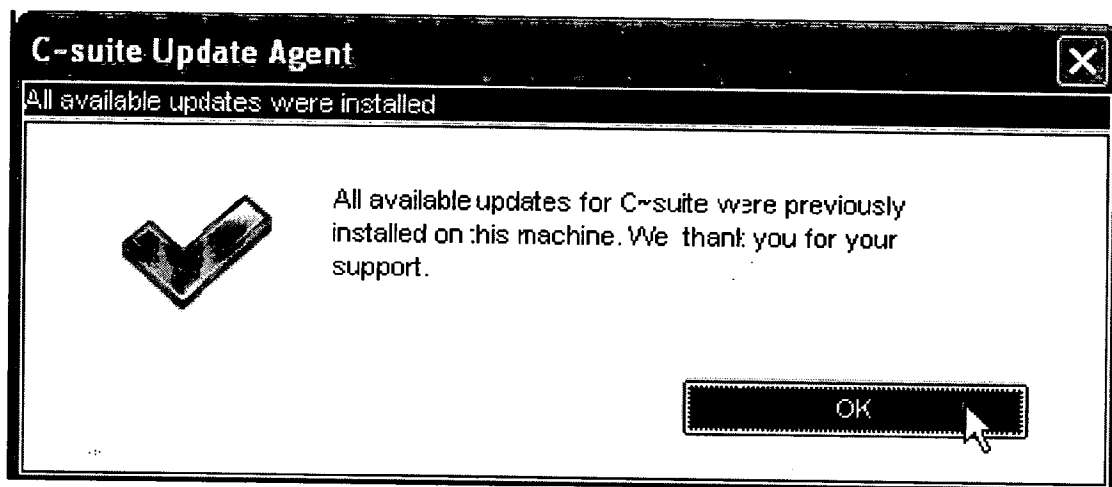 C-suite Update Agent
All available updates were installed
All available updates for C~suite were previously
installed on this machine. We thank you for your
support.
OK